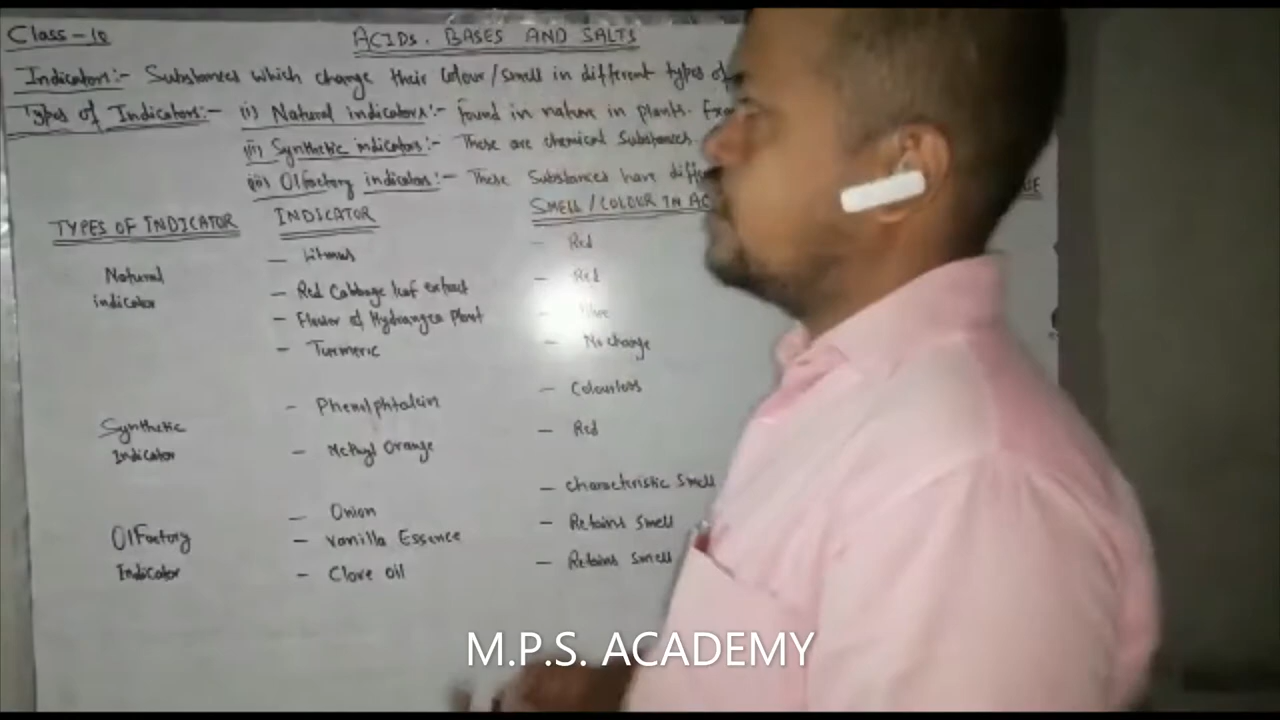 Class-10
ACIDS. BASES AND SALTS
Indicators:- Substances which change their colour/smell in different types of
Types of Indicators:- (i) Natural indicators:- found in nature in plants.
(ii) Synthetic indicators:- These are chemical substances.
(iii) Olfactory indicators:- These substances have
TYPES OF INDICATOR INDICATOR SMELL/COLOUR IN
Natural indicator
- Litmus - Red
- Red Cabbage leaf extract - Red
- Flower of Hydrangea plant - Blue
- Turmeric - No change
Synthetic Indicator
- Phenolphtalein - Colourless
- Methyl Orange - Red
Olfactory Indicator
- Onion - characteristic smell
- Vanilla Essence - Retains smell
- Clove oil - Retains smell
M.P.S. ACADEMY